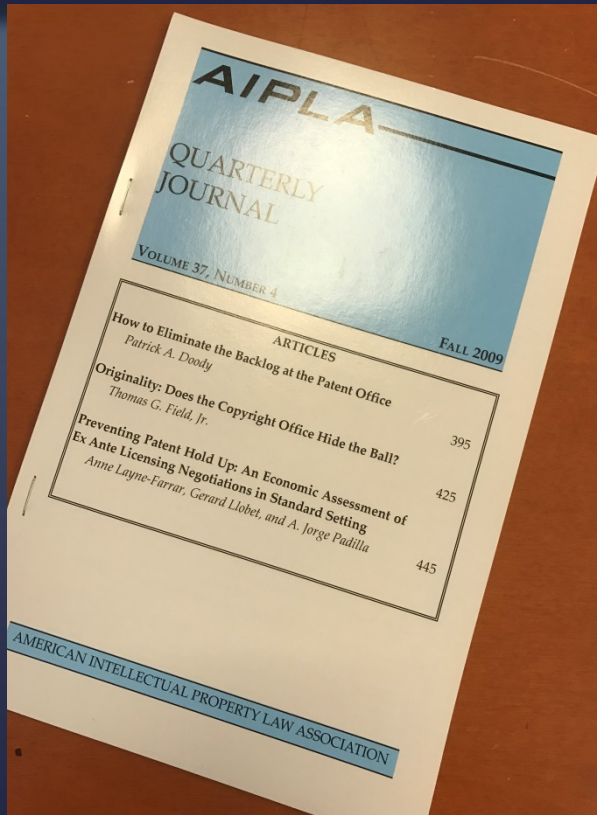 AIPLA
QUARTERLY
JOURNAL
VOLUME 37, NUMBER 4
FALL 2009
ARTICLES
How to Eliminate the Backlog at the Patent Office
Patrick A. Doody
395
Originality: Does the Copyright Office Hide the Ball?
Thomas G. Field, Jr.
425
Preventing Patent Hold Up: An Economic Assessment of
Ex Ante Licensing Negotiations in Standard Setting
Anne Layne-Farrar, Gerard Llobet, and A. Jorge Padilla
445
AMERICAN INTELLECTUAL PROPERTY LAW ASSOCIATION